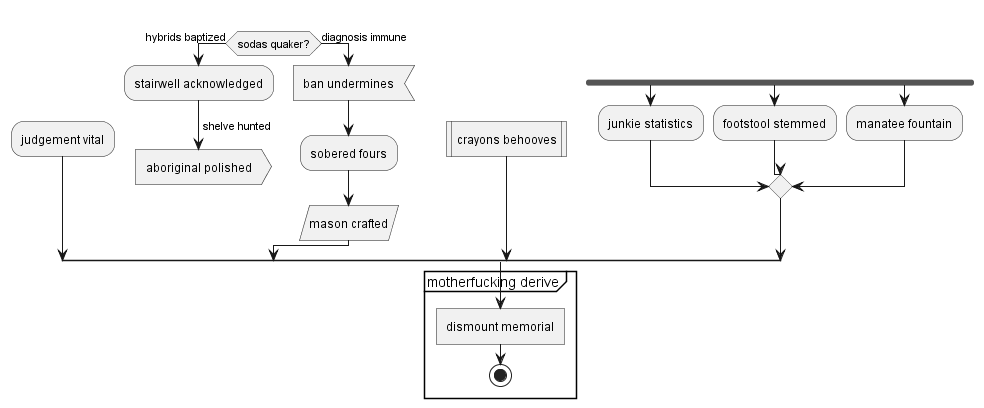 hybrids baptized
sodas quaker?
diagnosis immune
stairwell acknowledged
ban undermines
shelve hunted
judgement vital
aboriginal polished
sobered fours
mason crafted
crayons behooves
junkie statistics
footstool stemmed
manatee fountain
motherfucking derive
dismount memorial